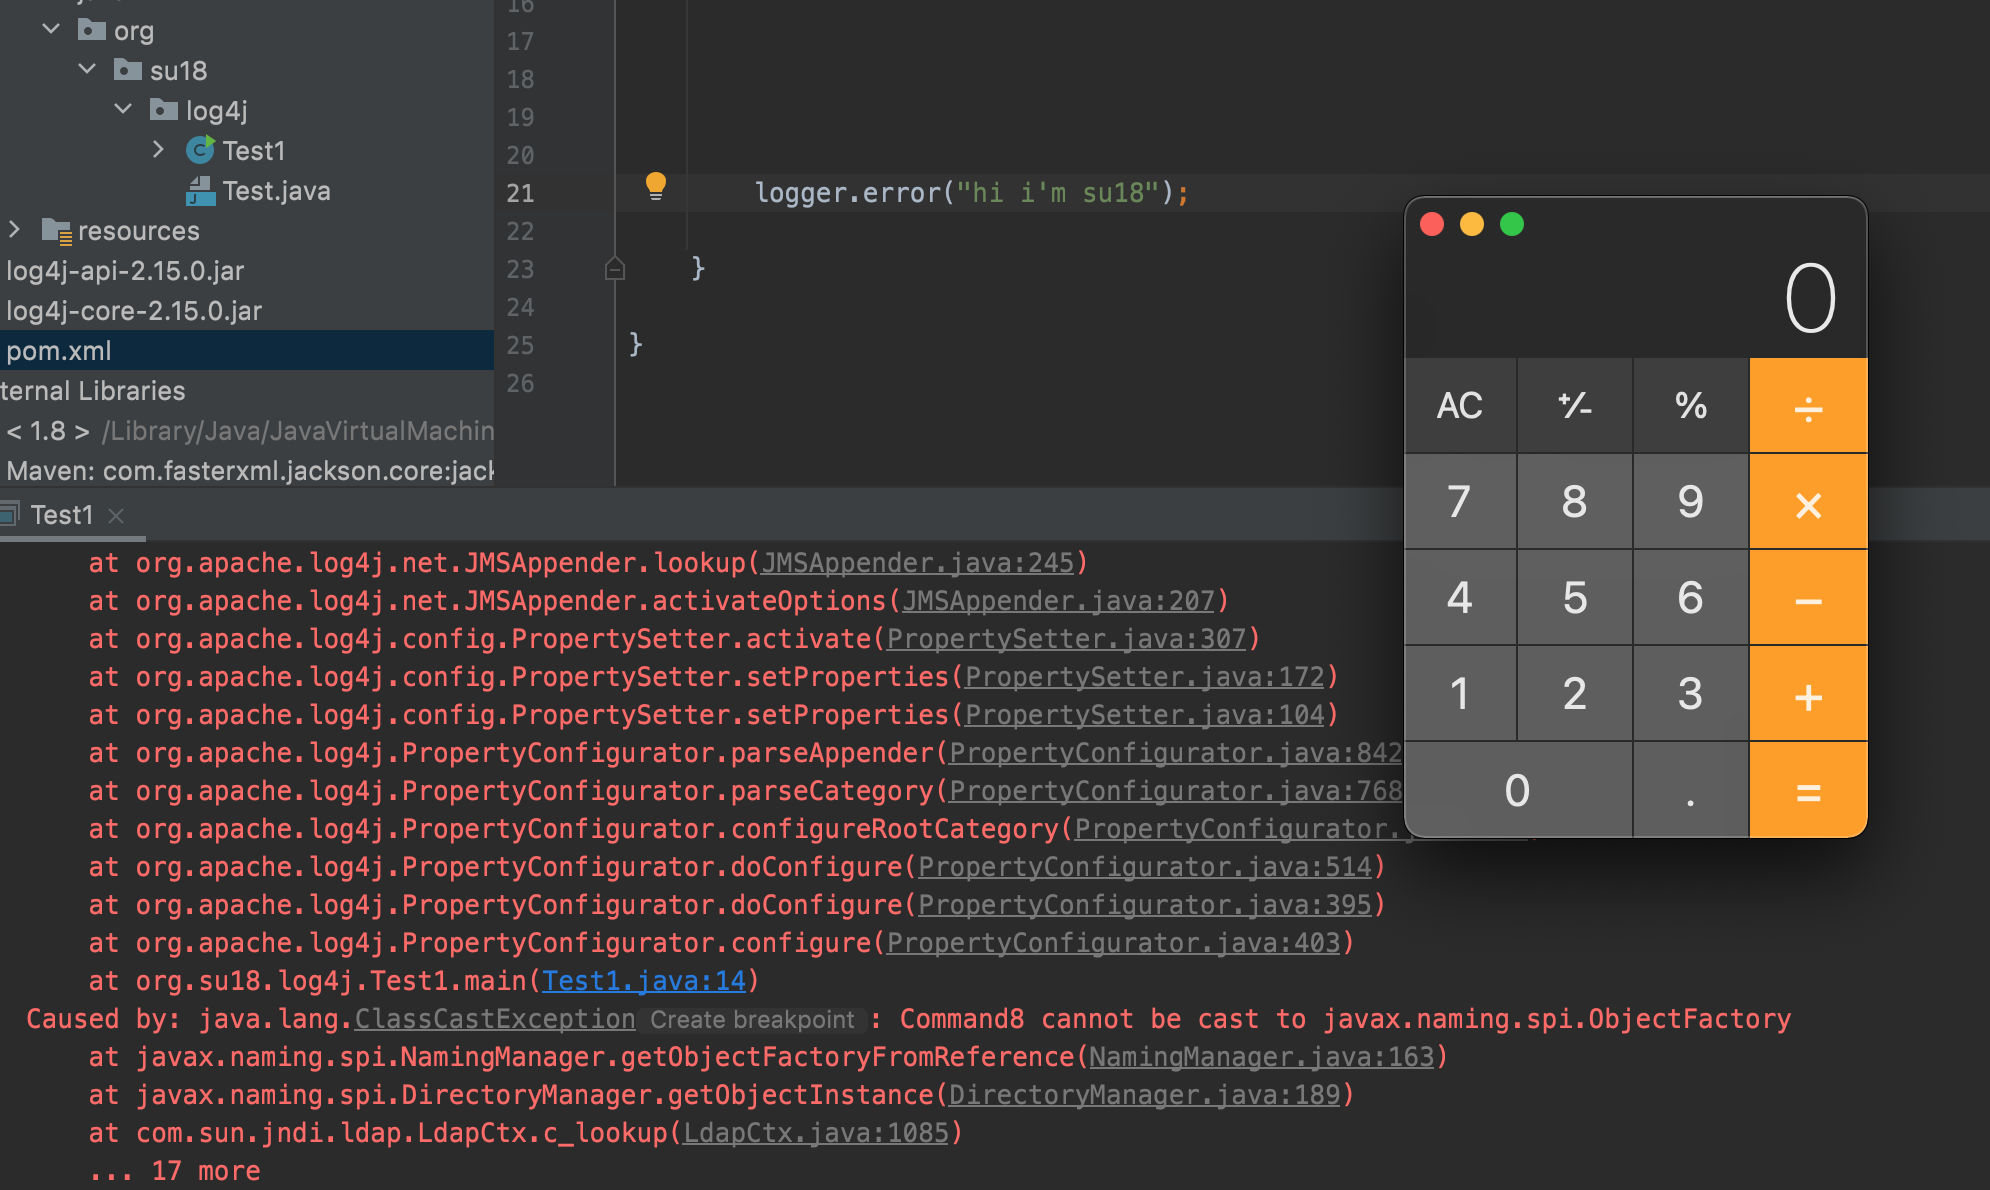 org
su18
log4j
Test1
Test.java
resources
log4j-api-2.15.0.jar
log4j-core-2.15.0.jar
pom.xml
ternal Libraries
< 1.8 > /Library/Java/JavaVirtualMachin
Maven: com.fasterxml.jackson.core:jack
16
17
18
19
20
21 logger.error("hi i'm su18");
22
23 }
24
25 }
26
0
AC +/- % ÷
7 8 9 ×
4 5 6 −
1 2 3 +
0 . =
Test1
at org.apache.log4j.net.JMSAppender.lookup(JMSAppender.java:245)
at org.apache.log4j.net.JMSAppender.activateOptions(JMSAppender.java:207)
at org.apache.log4j.config.PropertySetter.activate(PropertySetter.java:307)
at org.apache.log4j.config.PropertySetter.setProperties(PropertySetter.java:172)
at org.apache.log4j.config.PropertySetter.setProperties(PropertySetter.java:104)
at org.apache.log4j.PropertyConfigurator.parseAppender(PropertyConfigurator.java:842
at org.apache.log4j.PropertyConfigurator.parseCategory(PropertyConfigurator.java:768
at org.apache.log4j.PropertyConfigurator.configureRootCategory(PropertyConfigurator.
at org.apache.log4j.PropertyConfigurator.doConfigure(PropertyConfigurator.java:514)
at org.apache.log4j.PropertyConfigurator.doConfigure(PropertyConfigurator.java:395)
at org.apache.log4j.PropertyConfigurator.configure(PropertyConfigurator.java:403)
at org.su18.log4j.Test1.main(Test1.java:14)
Caused by: java.lang.ClassCastException Create breakpoint : Command8 cannot be cast to javax.naming.spi.ObjectFactory
at javax.naming.spi.NamingManager.getObjectFactoryFromReference(NamingManager.java:163)
at javax.naming.spi.DirectoryManager.getObjectInstance(DirectoryManager.java:189)
at com.sun.jndi.ldap.LdapCtx.c_lookup(LdapCtx.java:1085)
... 17 more